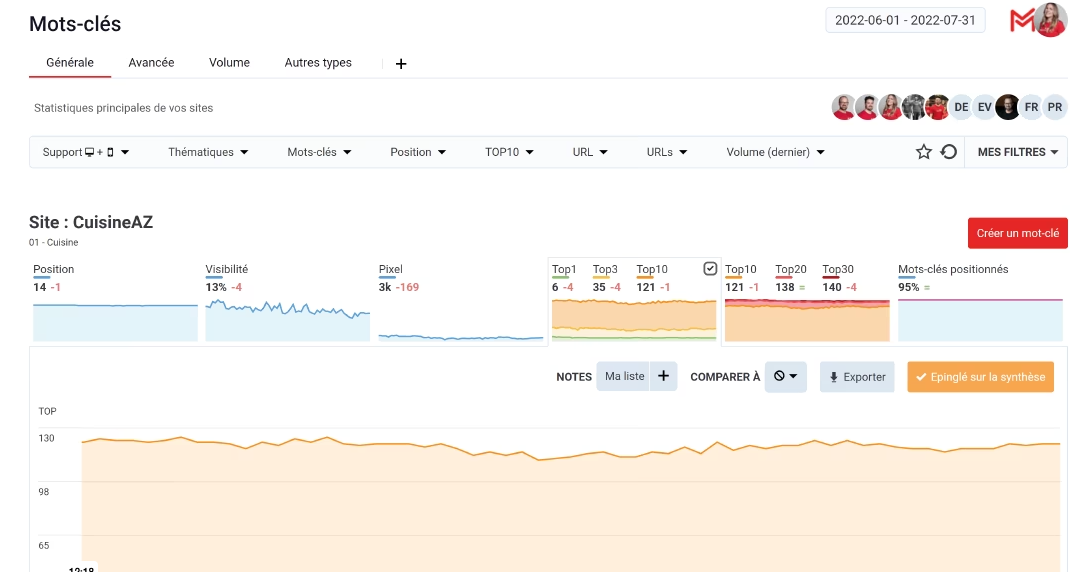 Mots-clés
2022-06-01 - 2022-07-31
Générale Avancée Volume Autres types +
Statistiques principales de vos sites
DE EV FR PR
Support + Thématiques Mots-clés Position TOP10 URL URLs Volume (dernier) MES FILTRES
Site : CuisineAZ
01 - Cuisine
Créer un mot-clé
Position Visibilité Pixel Top1 Top3 Top10 Top10 Top20 Top30 Mots-clés positionnés
14 -1 13% -4 3k -169 6 -4 35 -4 121 -1 121 -1 138 = 140 -4 95% =
NOTES Ma liste + COMPARER À Exporter Epinglé sur la synthèse
TOP
130
98
65
12:18